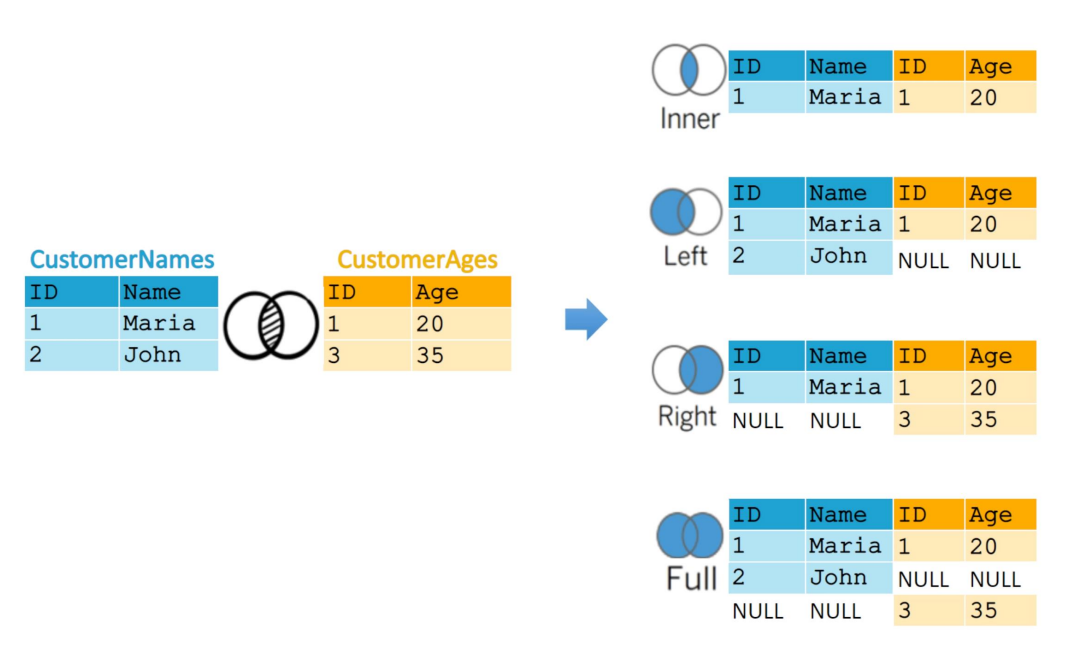 CustomerNames
ID Name
1 Maria
2 John
CustomerAges
ID Age
1 20
3 35
Inner
ID Name ID Age
1 Maria 1 20
Left
ID Name ID Age
1 Maria 1 20
2 John NULL NULL
Right
ID Name ID Age
1 Maria 1 20
NULL NULL 3 35
Full
ID Name ID Age
1 Maria 1 20
2 John NULL NULL
NULL NULL 3 35